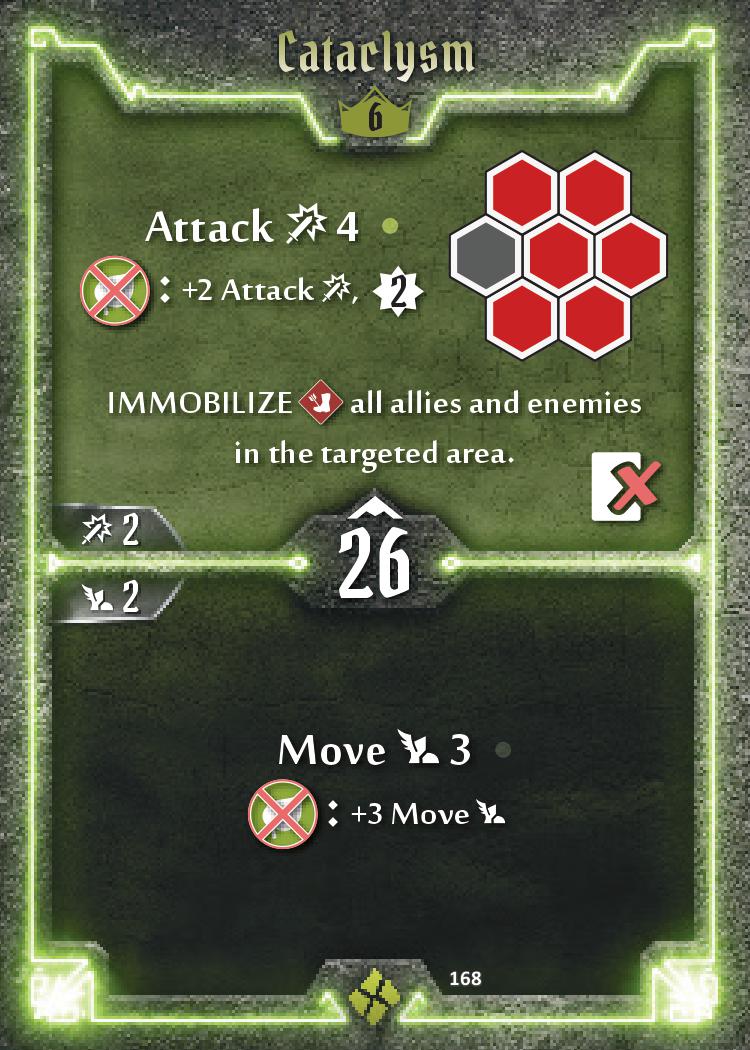 Cataclysm
6
Attack 4
: +2 Attack , 2
IMMOBILIZE all allies and enemies
in the targeted area.
2
26
2
Move 3
: +3 Move
168